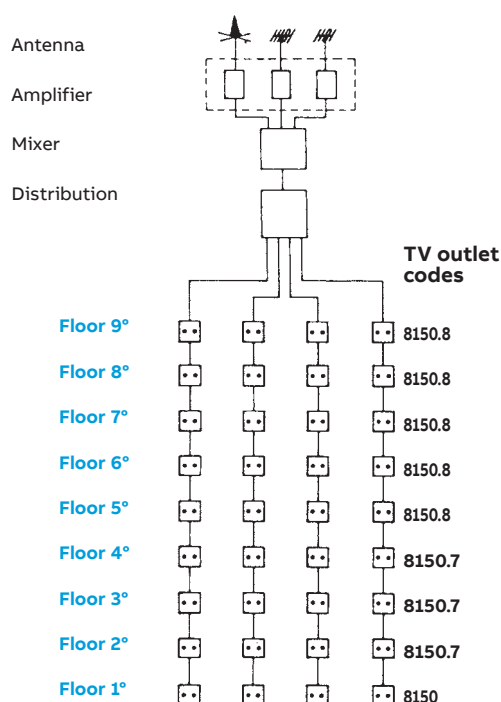 Antenna
Amplifier
Mixer
Distribution
TV outlet
codes
Floor 9° 8150.8
Floor 8° 8150.8
Floor 7° 8150.8
Floor 6° 8150.8
Floor 5° 8150.8
Floor 4° 8150.7
Floor 3° 8150.7
Floor 2° 8150.7
Floor 1° 8150